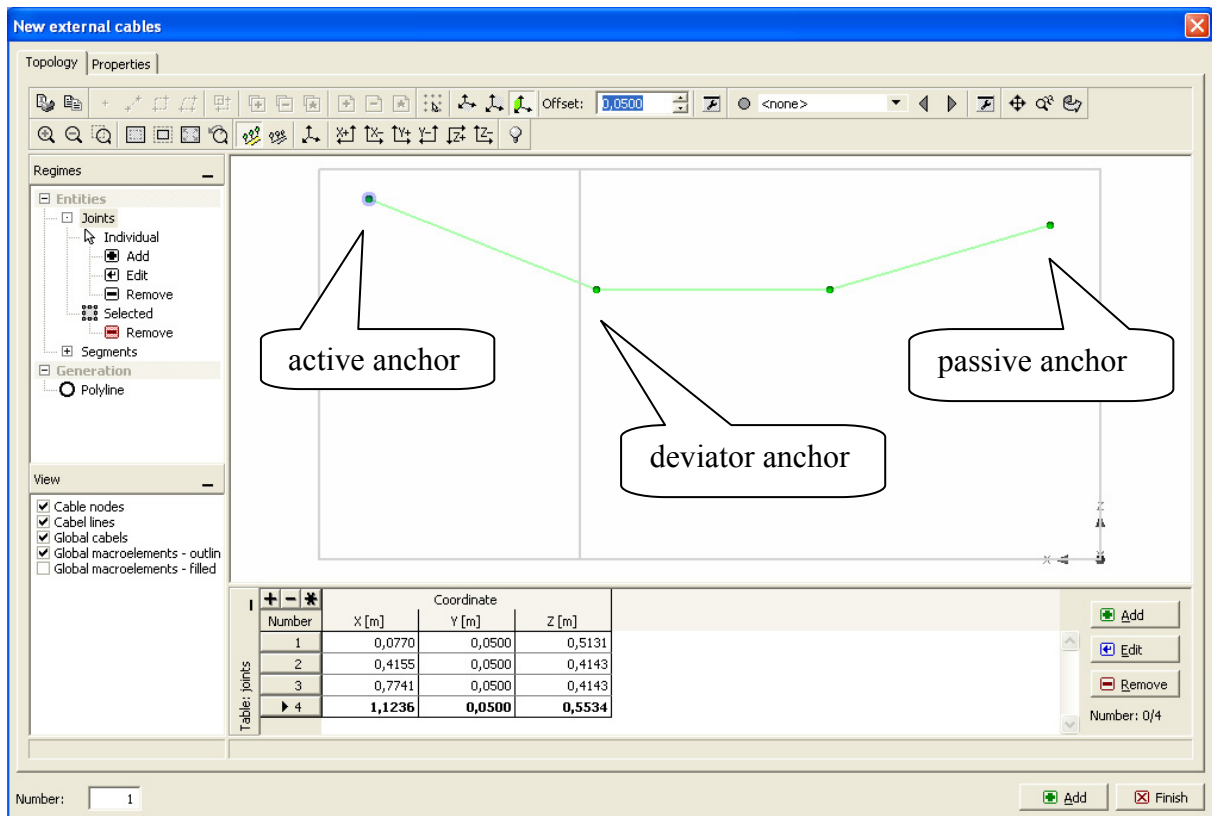 New external cables
Topology
Properties
Offset: 0,0500
<none>
X+ X- Y+ Y- Z+ Z-
Regimes
Entities
Joints
Individual
Add
Edit
Remove
Selected
Remove
Segments
Generation
Polyline
active anchor
passive anchor
deviator anchor
Z
X
View
Cable nodes
Cabel lines
Global cabels
Global macroelements - outlin
Global macroelements - filled
Table: joints
Coordinate
Number X [m] Y [m] Z [m]
1 0,0770 0,0500 0,5131
2 0,4155 0,0500 0,4143
3 0,7741 0,0500 0,4143
4 1,1236 0,0500 0,5534
Add
Edit
Remove
Number: 0/4
Number: 1
Add
Finish